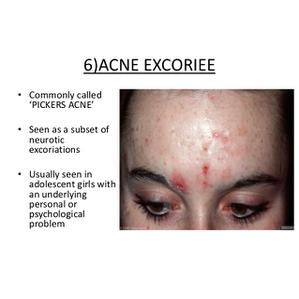 6)ACNE EXCORIEE
• Commonly called
‘PICKERS ACNE’
• Seen as a subset of
neurotic
excoriations
• Usually seen in
adolescent girls with
an underlying
personal or
psychological
problem